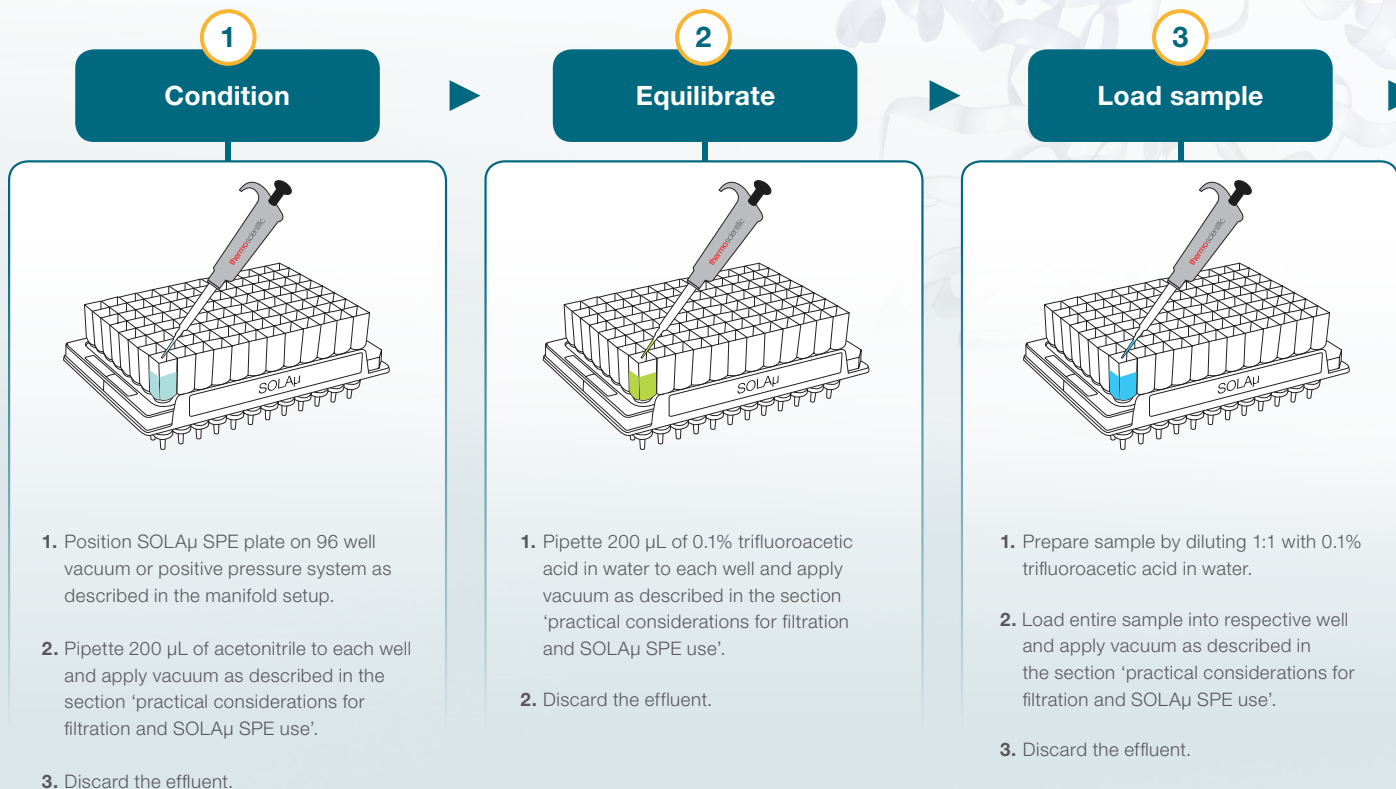 1
Condition
thermoscientific
SOLAµ
1. Position SOLAµ SPE plate on 96 well
vacuum or positive pressure system as
described in the manifold setup.
2. Pipette 200 µL of acetonitrile to each well
and apply vacuum as described in the
section ‘practical considerations for
filtration and SOLAµ SPE use’.
3. Discard the effluent.
2
Equilibrate
thermoscientific
SOLAµ
1. Pipette 200 µL of 0.1% trifluoroacetic
acid in water to each well and apply
vacuum as described in the section
‘practical considerations for filtration
and SOLAµ SPE use’.
2. Discard the effluent.
3
Load sample
thermoscientific
SOLAµ
1. Prepare sample by diluting 1:1 with 0.1%
trifluoroacetic acid in water.
2. Load entire sample into respective well
and apply vacuum as described in
the section ‘practical considerations for
filtration and SOLAµ SPE use’.
3. Discard the effluent.